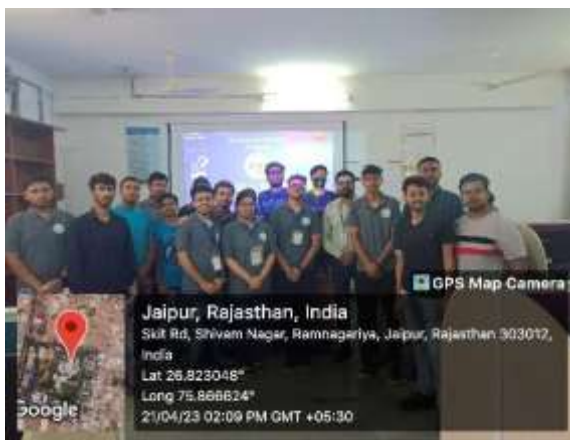 GPS Map Camera
Jaipur, Rajasthan, India
Skit Rd, Shivam Nagar, Ramnagariya, Jaipur, Rajasthan 303012,
India
Lat 26.823048°
Long 75.866624°
21/04/23 02:09 PM GMT +05:30
Google